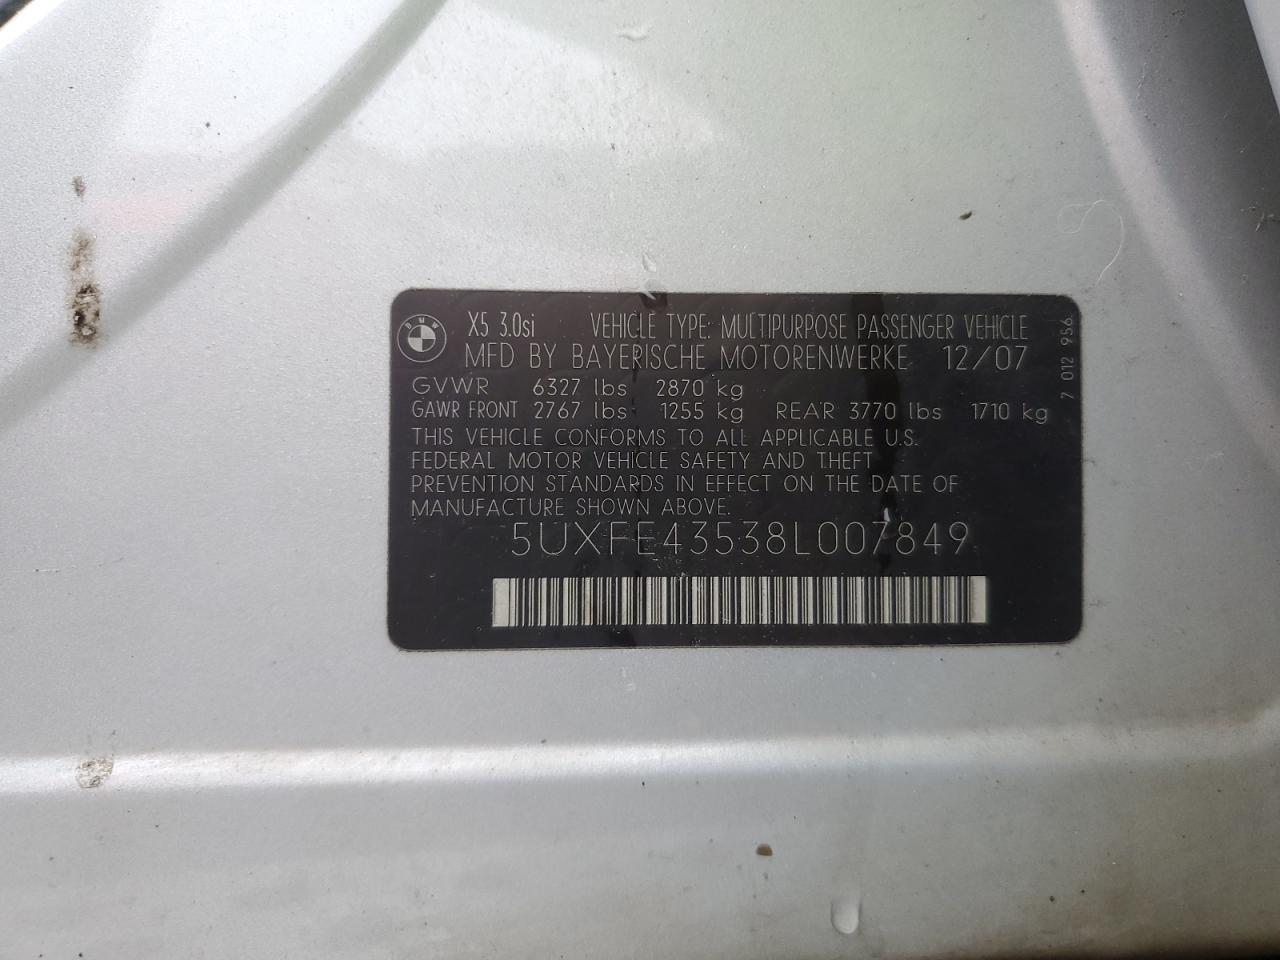 BMW
X5 3.0si VEHICLE TYPE: MULTIPURPOSE PASSENGER VEHICLE
MFD BY BAYERISCHE MOTORENWERKE 12/07
GVWR 6327 lbs 2870 kg
GAWR FRONT 2767 lbs 1255 kg REAR 3770 lbs 1710 kg
THIS VEHICLE CONFORMS TO ALL APPLICABLE U.S.
FEDERAL MOTOR VEHICLE SAFETY AND THEFT
PREVENTION STANDARDS IN EFFECT ON THE DATE OF
MANUFACTURE SHOWN ABOVE.
5UXFE43538L007849
7 012 956